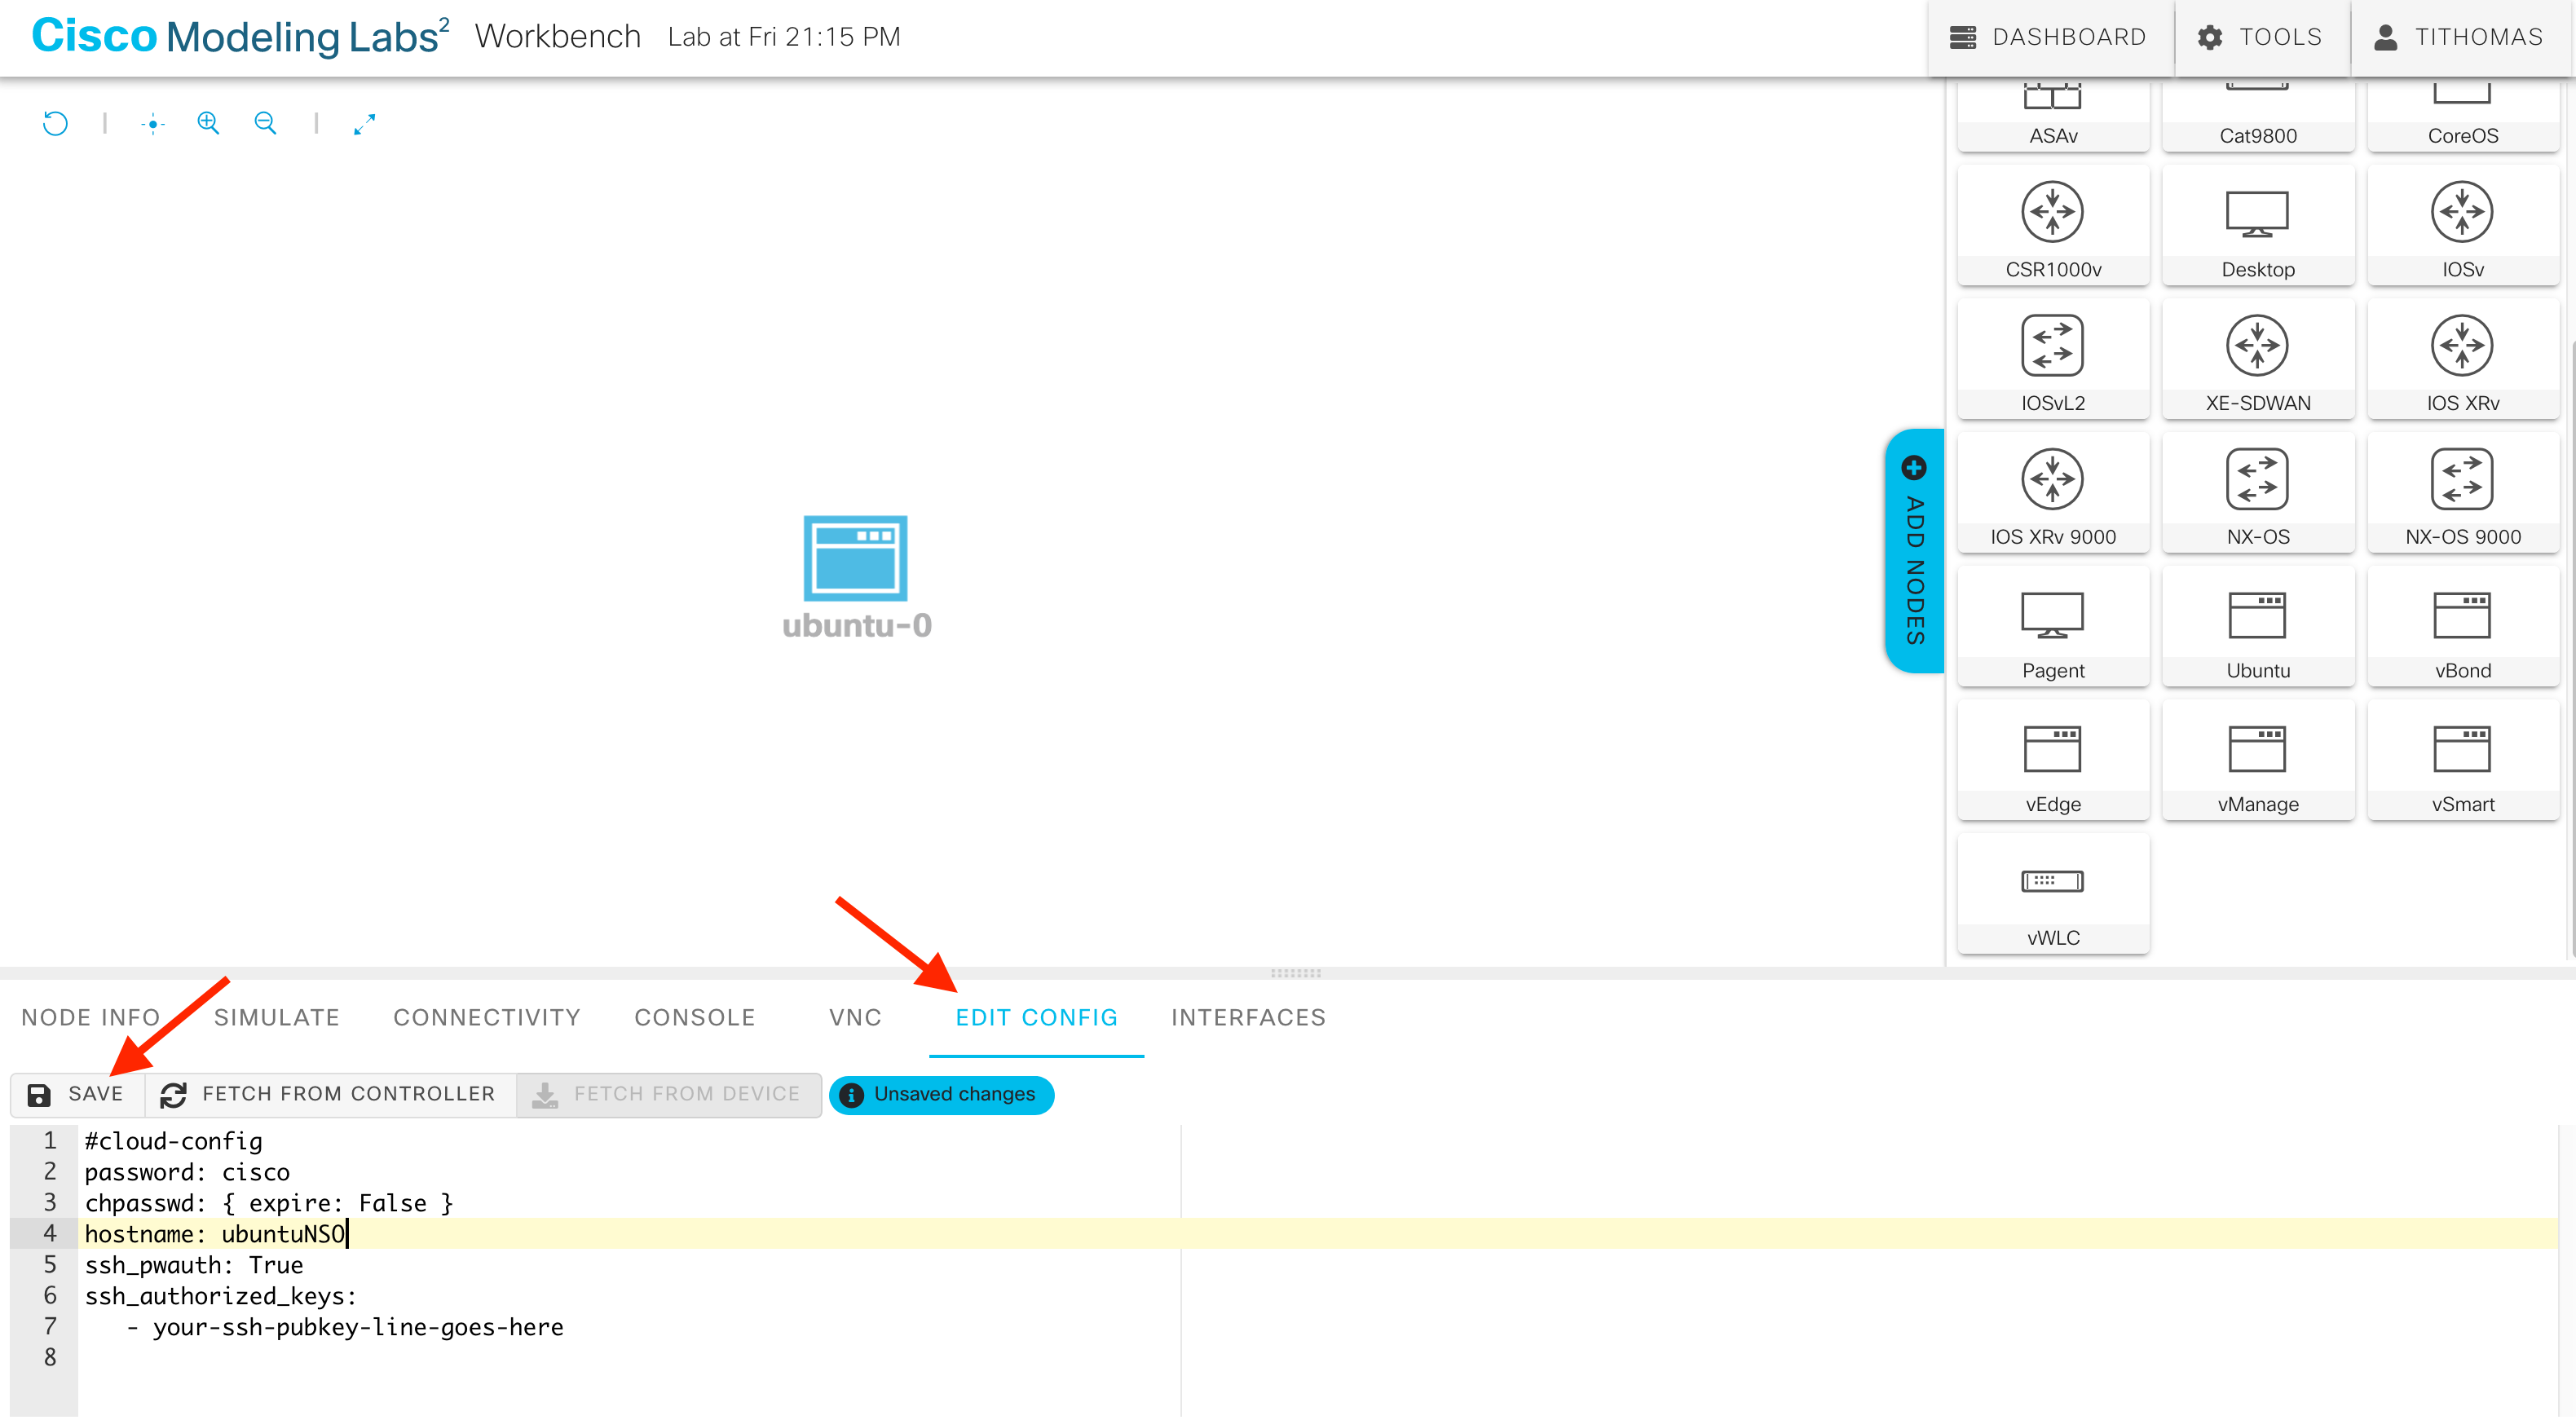 Cisco Modeling Labs² Workbench Lab at Fri 21:15 PM DASHBOARD TOOLS TITHOMAS
ASAv Cat9800 CoreOS
CSR1000v Desktop IOSv
IOSvL2 XE-SDWAN IOS XRv
IOS XRv 9000 NX-OS NX-OS 9000
Pagent Ubuntu vBond
vEdge vManage vSmart
vWLC
ADD NODES
ubuntu-0
NODE INFO SIMULATE CONNECTIVITY CONSOLE VNC EDIT CONFIG INTERFACES
SAVE FETCH FROM CONTROLLER FETCH FROM DEVICE Unsaved changes
1 #cloud-config
2 password: cisco
3 chpasswd: { expire: False }
4 hostname: ubuntuNSO
5 ssh_pwauth: True
6 ssh_authorized_keys:
7    - your-ssh-pubkey-line-goes-here
8